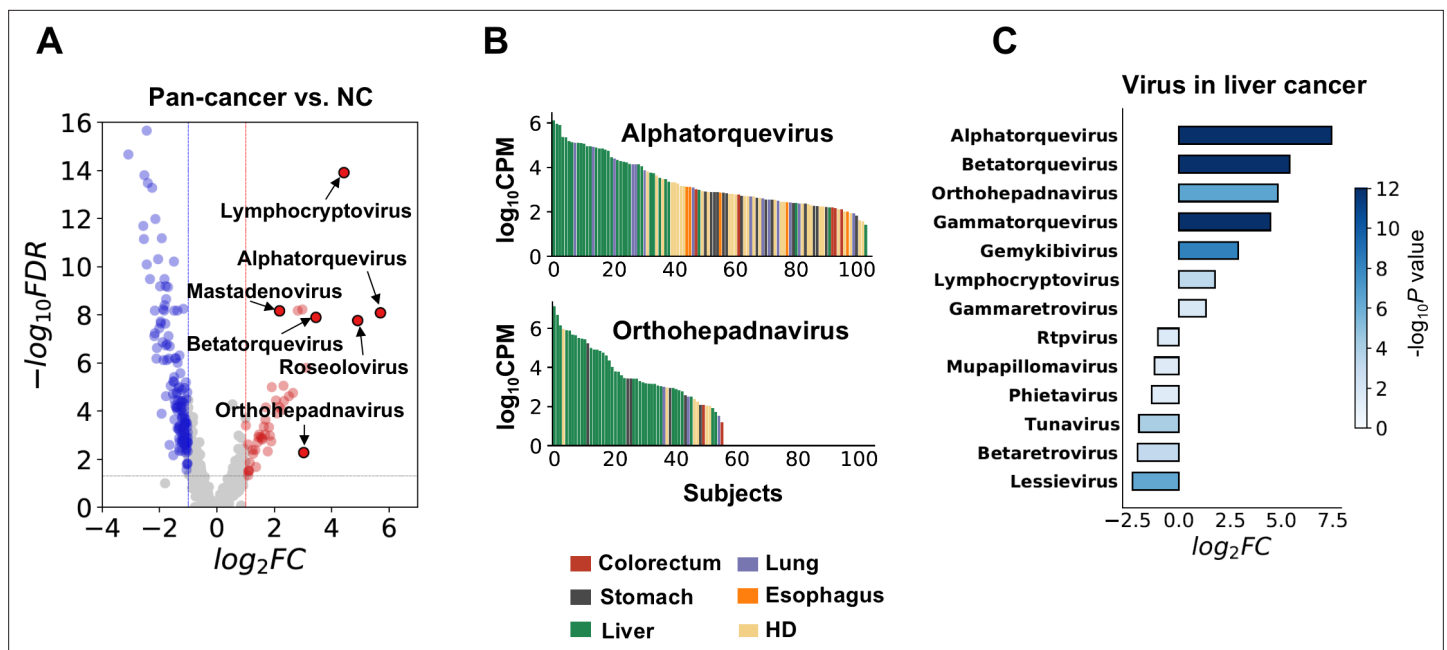 A
B
C
Pan-cancer vs. NC
−log₁₀FDR
16
14
12
10
8
6
4
2
0
Lymphocryptovirus
Alphatorquevirus
Mastadenovirus
Betatorquevirus
Roseolovirus
Orthohepadnavirus
−4 −2 0 2 4 6
log₂FC
Alphatorquevirus
log₁₀CPM
6
4
2
0
0 20 40 60 80 100
Orthohepadnavirus
log₁₀CPM
6
4
2
0
0 20 40 60 80 100
Subjects
Colorectum
Lung
Stomach
Esophagus
Liver
HD
Virus in liver cancer
Alphatorquevirus
Betatorquevirus
Orthohepadnavirus
Gammatorquevirus
Gemykibivirus
Lymphocryptovirus
Gammaretrovirus
Rtpvirus
Mupapillomavirus
Phietavirus
Tunavirus
Betaretrovirus
Lessievirus
−2.5 0.0 2.5 5.0 7.5
log₂FC
12
10
8
6
4
2
0
-log₁₀P value